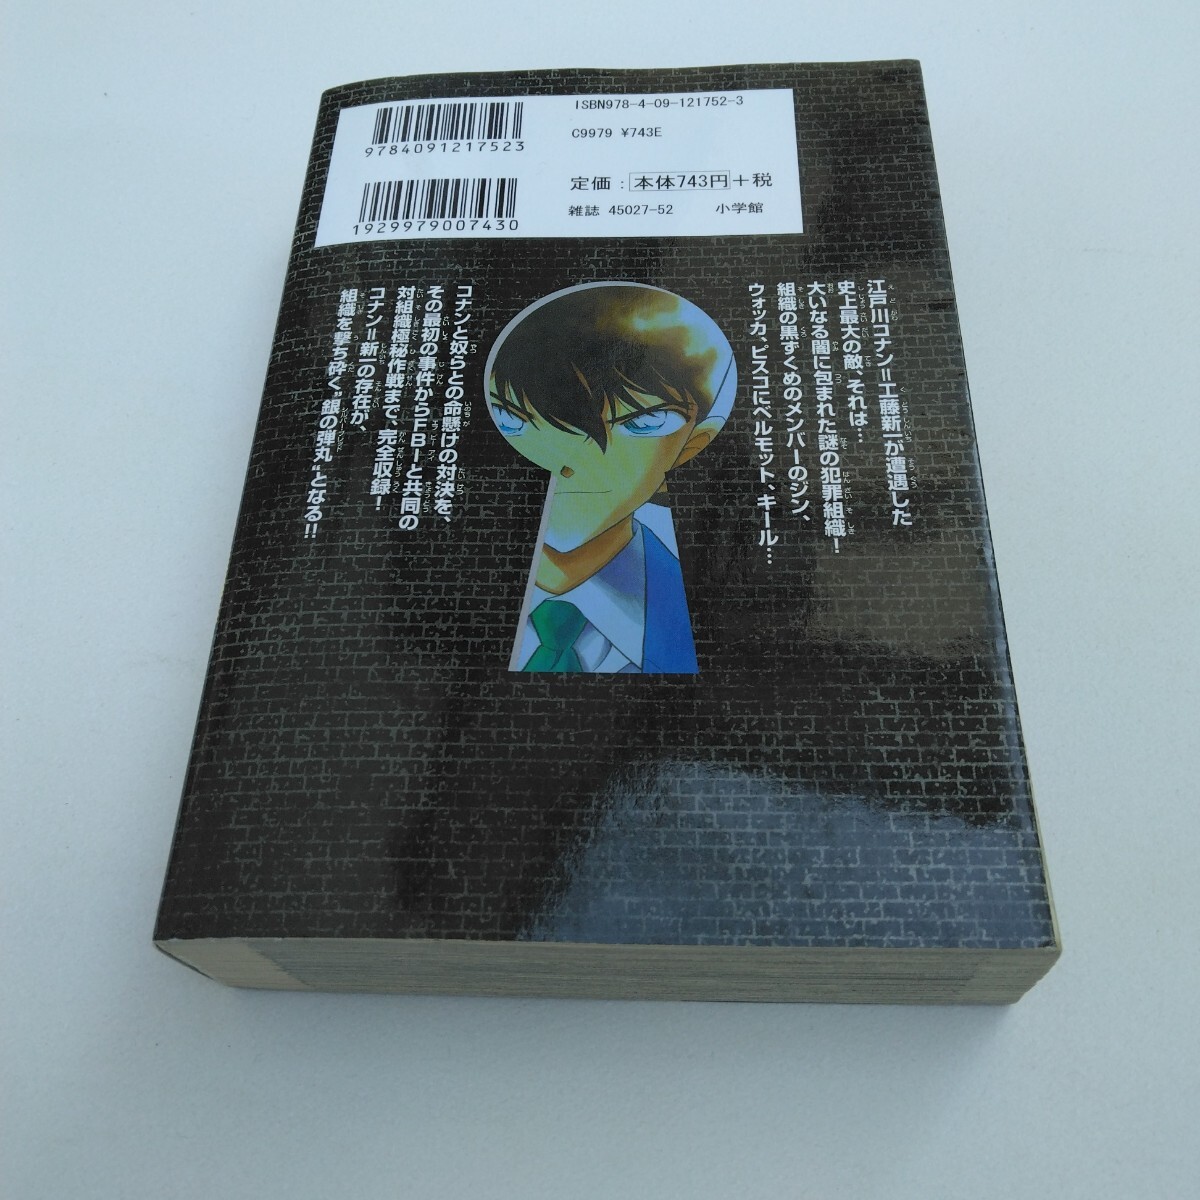 ISBN978-4-09-121752-3
9784091217523
C9979 ¥743E
定価：本体743円＋税
1929979007430
雑誌 45027-52 小学館
江戸川コナン＝工藤新一が遭遇した
史上最大の敵、それは…
大いなる闇に包まれた謎の犯罪組織！
組織の黒ずくめのメンバーのジン、
ウォッカ、ピスコにベルモット、キール…
コナンと奴らとの命懸けの対決を、
その最初の事件からFBIと共同の
対組織極秘作戦まで、完全収録！
コナン＝新一の存在が、
組織を撃ち砕く“銀の弾丸”となる!!